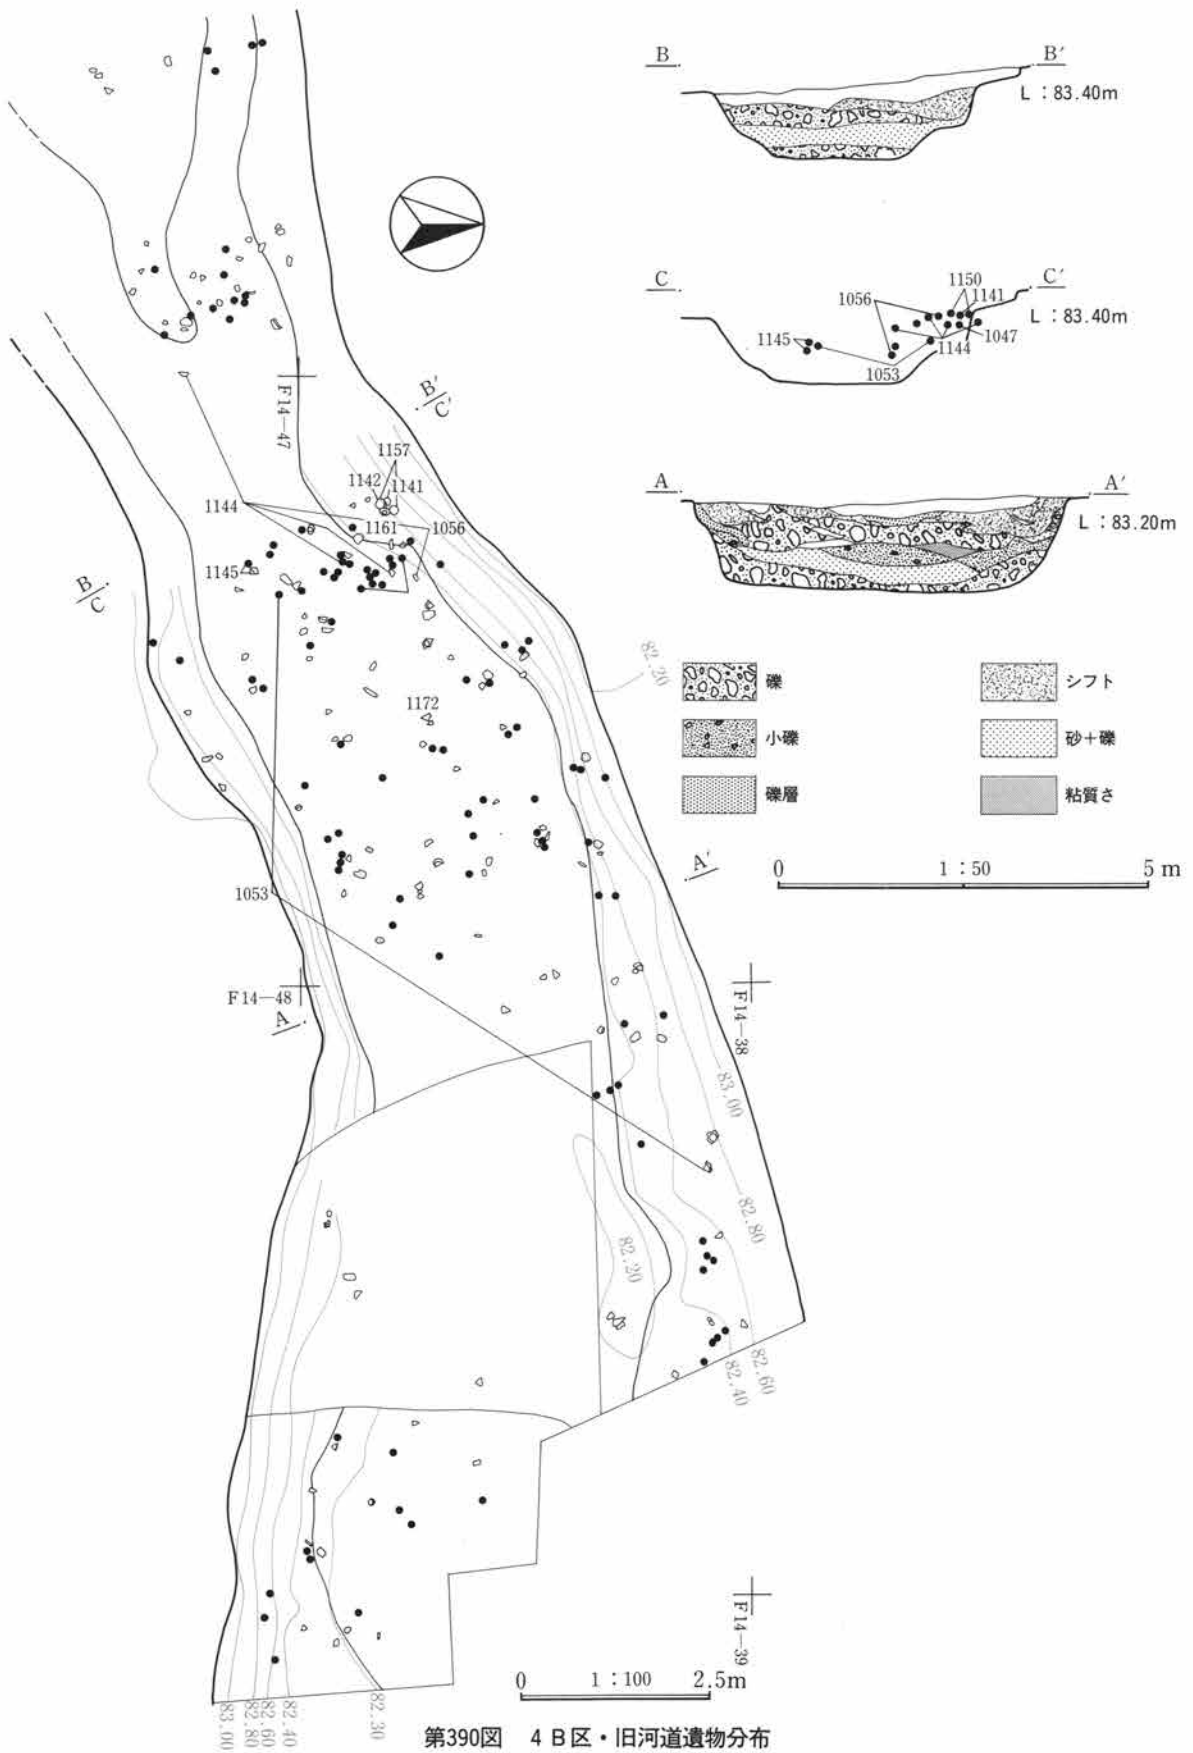 B B′
L：83.40m
C C′
1150
1056 1141
L：83.40m
1145 1047
1144
1053
A A′
L：83.20m
礫 シフト
小礫 砂＋礫
礫層 粘質さ
0 1：50 5 m
F14—47
B′/C′
1157
1142 1141
1144 1161 1056
1145
B/C
82.20
1172
A′
1053
F14—48
A
F14—38
83.00
82.80
82.20
82.60
82.40
F14—39
0 1：100 2.5m
83.00 82.80 82.60 82.40 82.30
第390図 4 B区・旧河道遺物分布